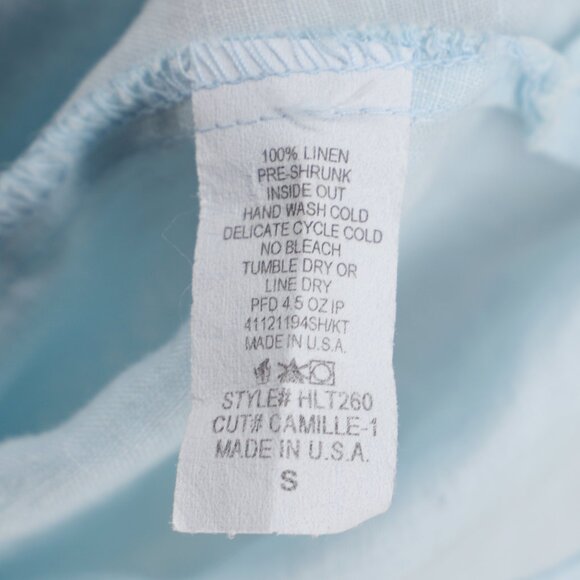 100% LINEN
PRE-SHRUNK
INSIDE OUT
HAND WASH COLD
DELICATE CYCLE COLD
NO BLEACH
TUMBLE DRY OR
LINE DRY
PFD 4.5 OZ IP
41121194SH/KT
MADE IN U.S.A.
STYLE# HLT260
CUT# CAMILLE-1
MADE IN U.S.A.
S